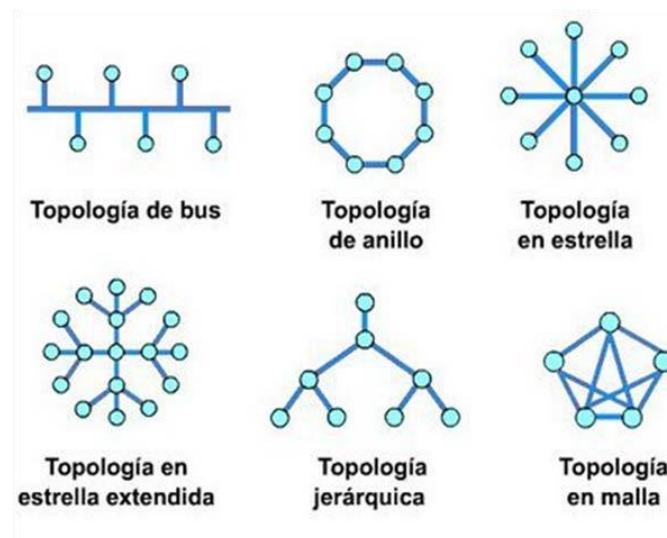 Topología de bus
Topología
de anillo
Topología
en estrella
Topología en
estrella extendida
Topología
jerárquica
Topología
en malla